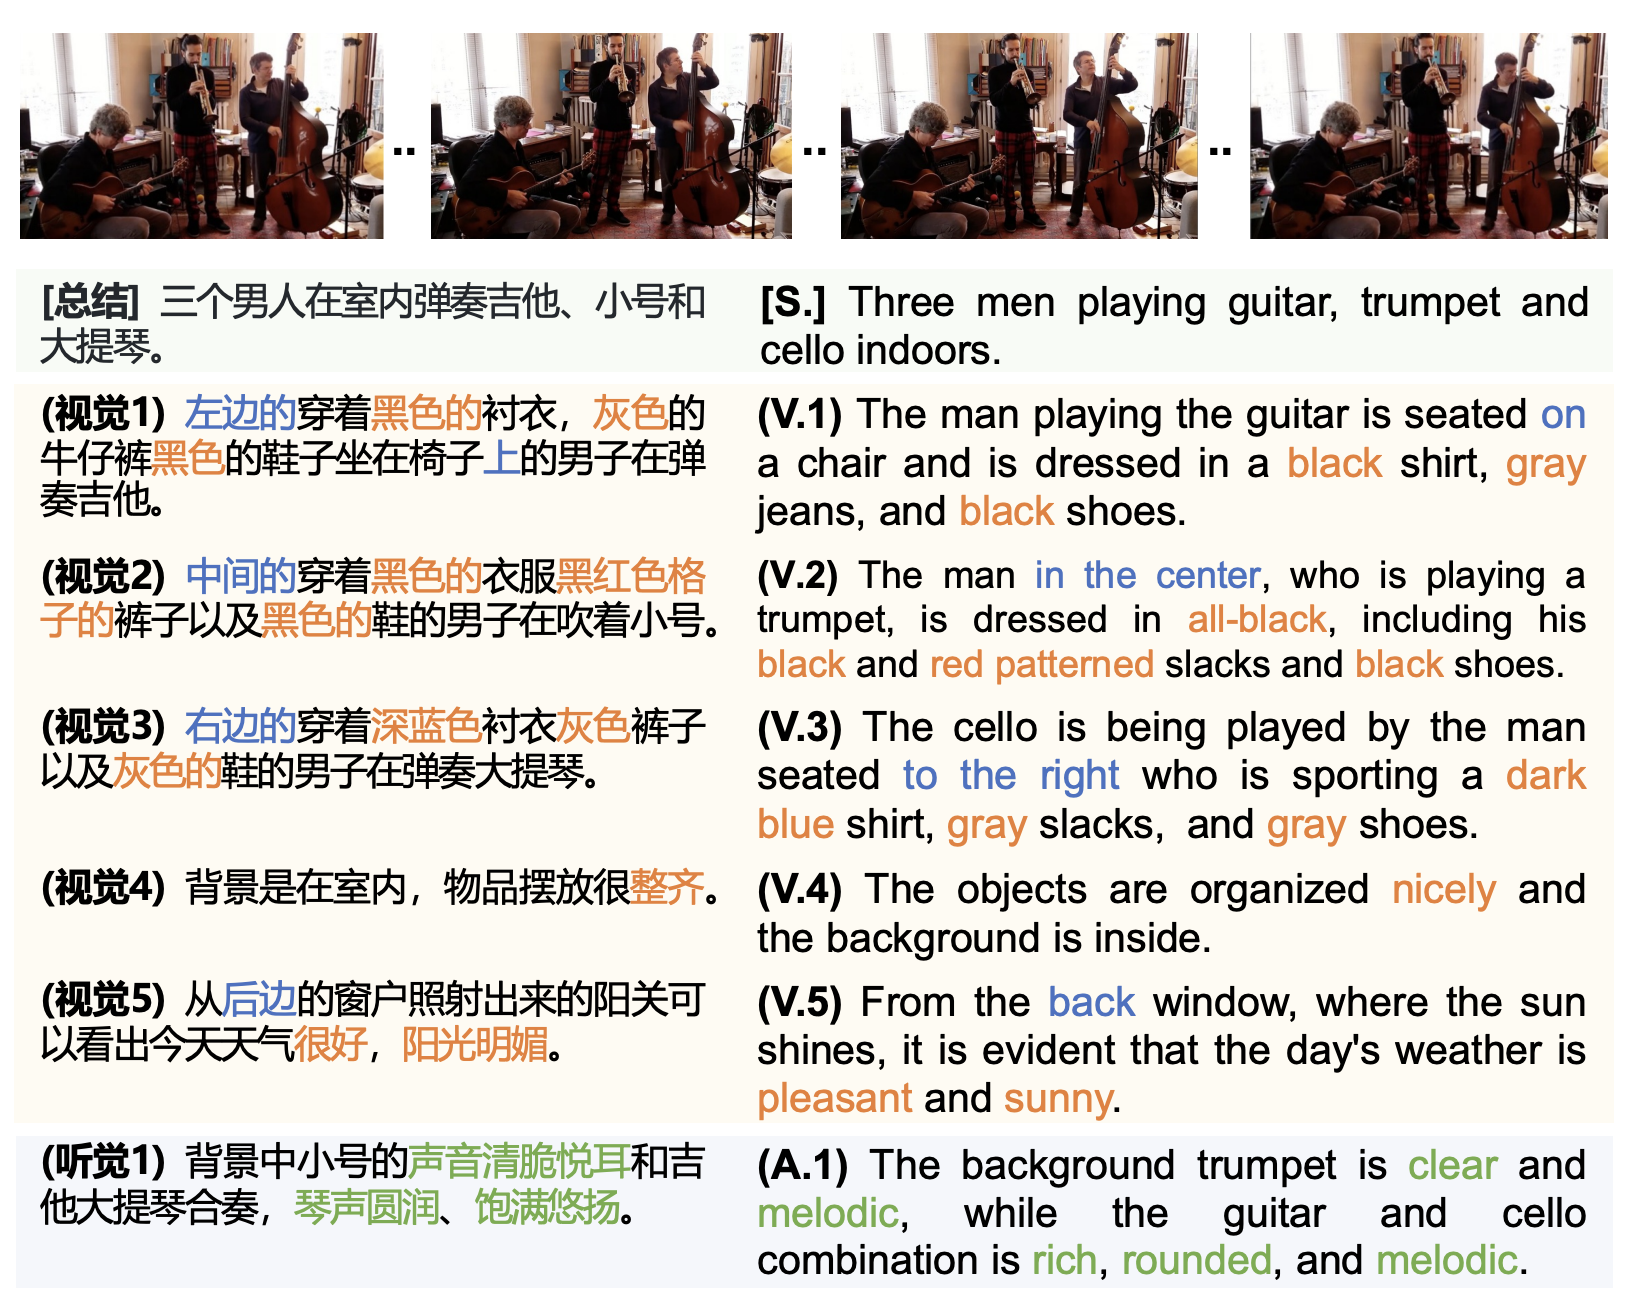 [总结] 三个男人在室内弹奏吉他、小号和
大提琴。
[S.] Three men playing guitar, trumpet and
cello indoors.
(视觉1) 左边的穿着黑色的衬衣，灰色的
牛仔裤黑色的鞋子坐在椅子上的男子在弹
奏吉他。
(V.1) The man playing the guitar is seated on
a chair and is dressed in a black shirt, gray
jeans, and black shoes.
(视觉2) 中间的穿着黑色的衣服黑红色格
子的裤子以及黑色的鞋的男子在吹着小号。
(V.2) The man in the center, who is playing a
trumpet, is dressed in all-black, including his
black and red patterned slacks and black shoes.
(视觉3) 右边的穿着深蓝色衬衣灰色裤子
以及灰色的鞋的男子在弹奏大提琴。
(V.3) The cello is being played by the man
seated to the right who is sporting a dark
blue shirt, gray slacks, and gray shoes.
(视觉4) 背景是在室内，物品摆放很整齐。
(V.4) The objects are organized nicely and
the background is inside.
(视觉5) 从后边的窗户照射出来的阳关可
以看出今天天气很好，阳光明媚。
(V.5) From the back window, where the sun
shines, it is evident that the day's weather is
pleasant and sunny.
(听觉1) 背景中小号的声音清脆悦耳和吉
他大提琴合奏，琴声圆润、饱满悠扬。
(A.1) The background trumpet is clear and
melodic, while the guitar and cello
combination is rich, rounded, and melodic.